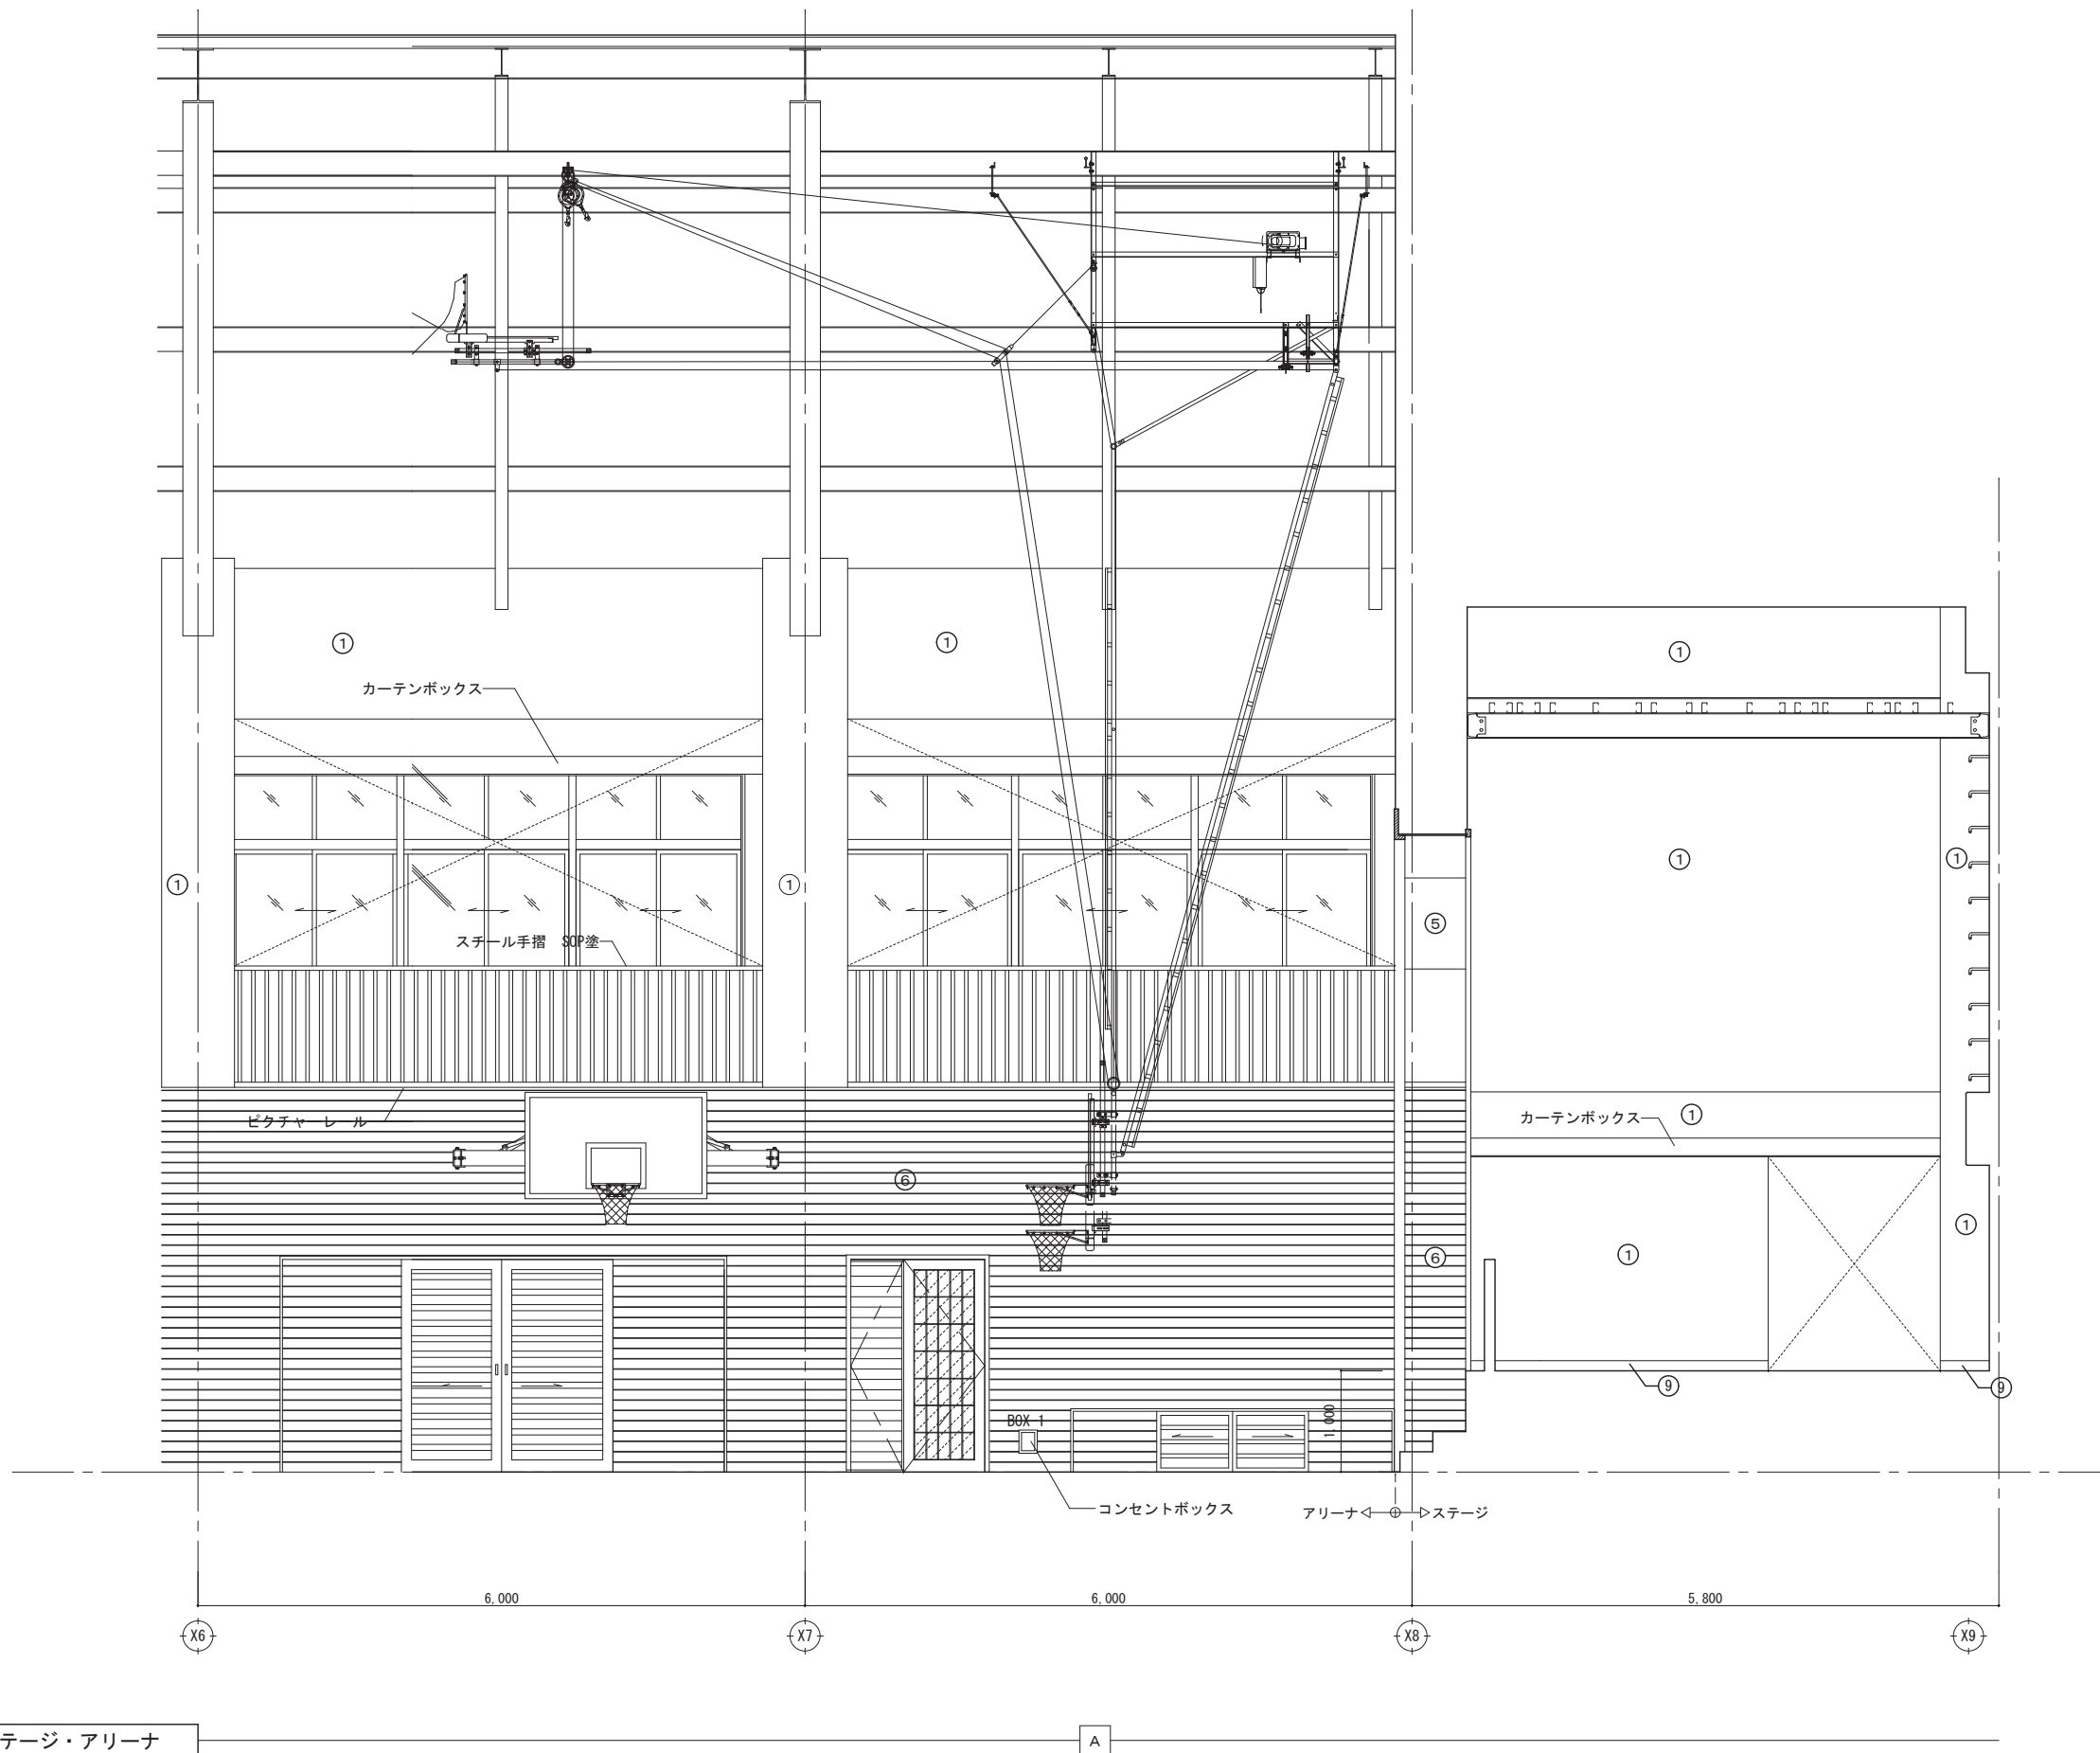 ①
①
①
カーテンボックス
①
①
①
①
⑤
スチール手摺 SOP塗
ピクチャーレール
カーテンボックス
①
⑥
①
①
⑥
⑨
⑨
BOX-1
1,000
コンセントボックス
アリーナ
ステージ
6,000
6,000
5,800
X6
X7
X8
X9
テージ・アリーナ
A